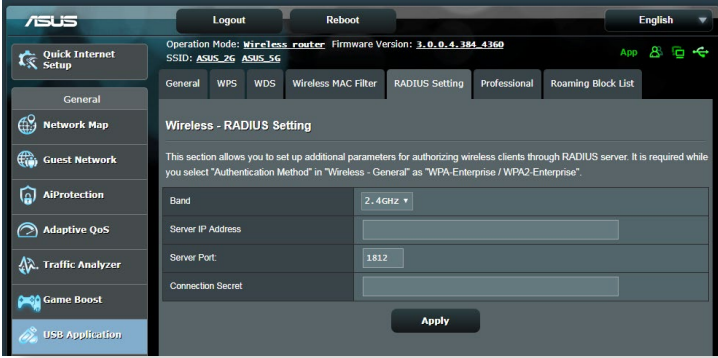 ASUS
Logout
Reboot
English
Operation Mode: Wireless router Firmware Version: 3.0.0.4.384_4360
SSID: ASUS_2G ASUS_5G
App
Quick Internet
Setup
General
Network Map
Guest Network
AiProtection
Adaptive QoS
Traffic Analyzer
Game Boost
USB Application
General WPS WDS Wireless MAC Filter RADIUS Setting Professional Roaming Block List
Wireless - RADIUS Setting
This section allows you to set up additional parameters for authorizing wireless clients through RADIUS server. It is required while
you select "Authentication Method" in "Wireless - General" as "WPA-Enterprise / WPA2-Enterprise".
Band 2.4GHz
Server IP Address
Server Port: 1812
Connection Secret
Apply